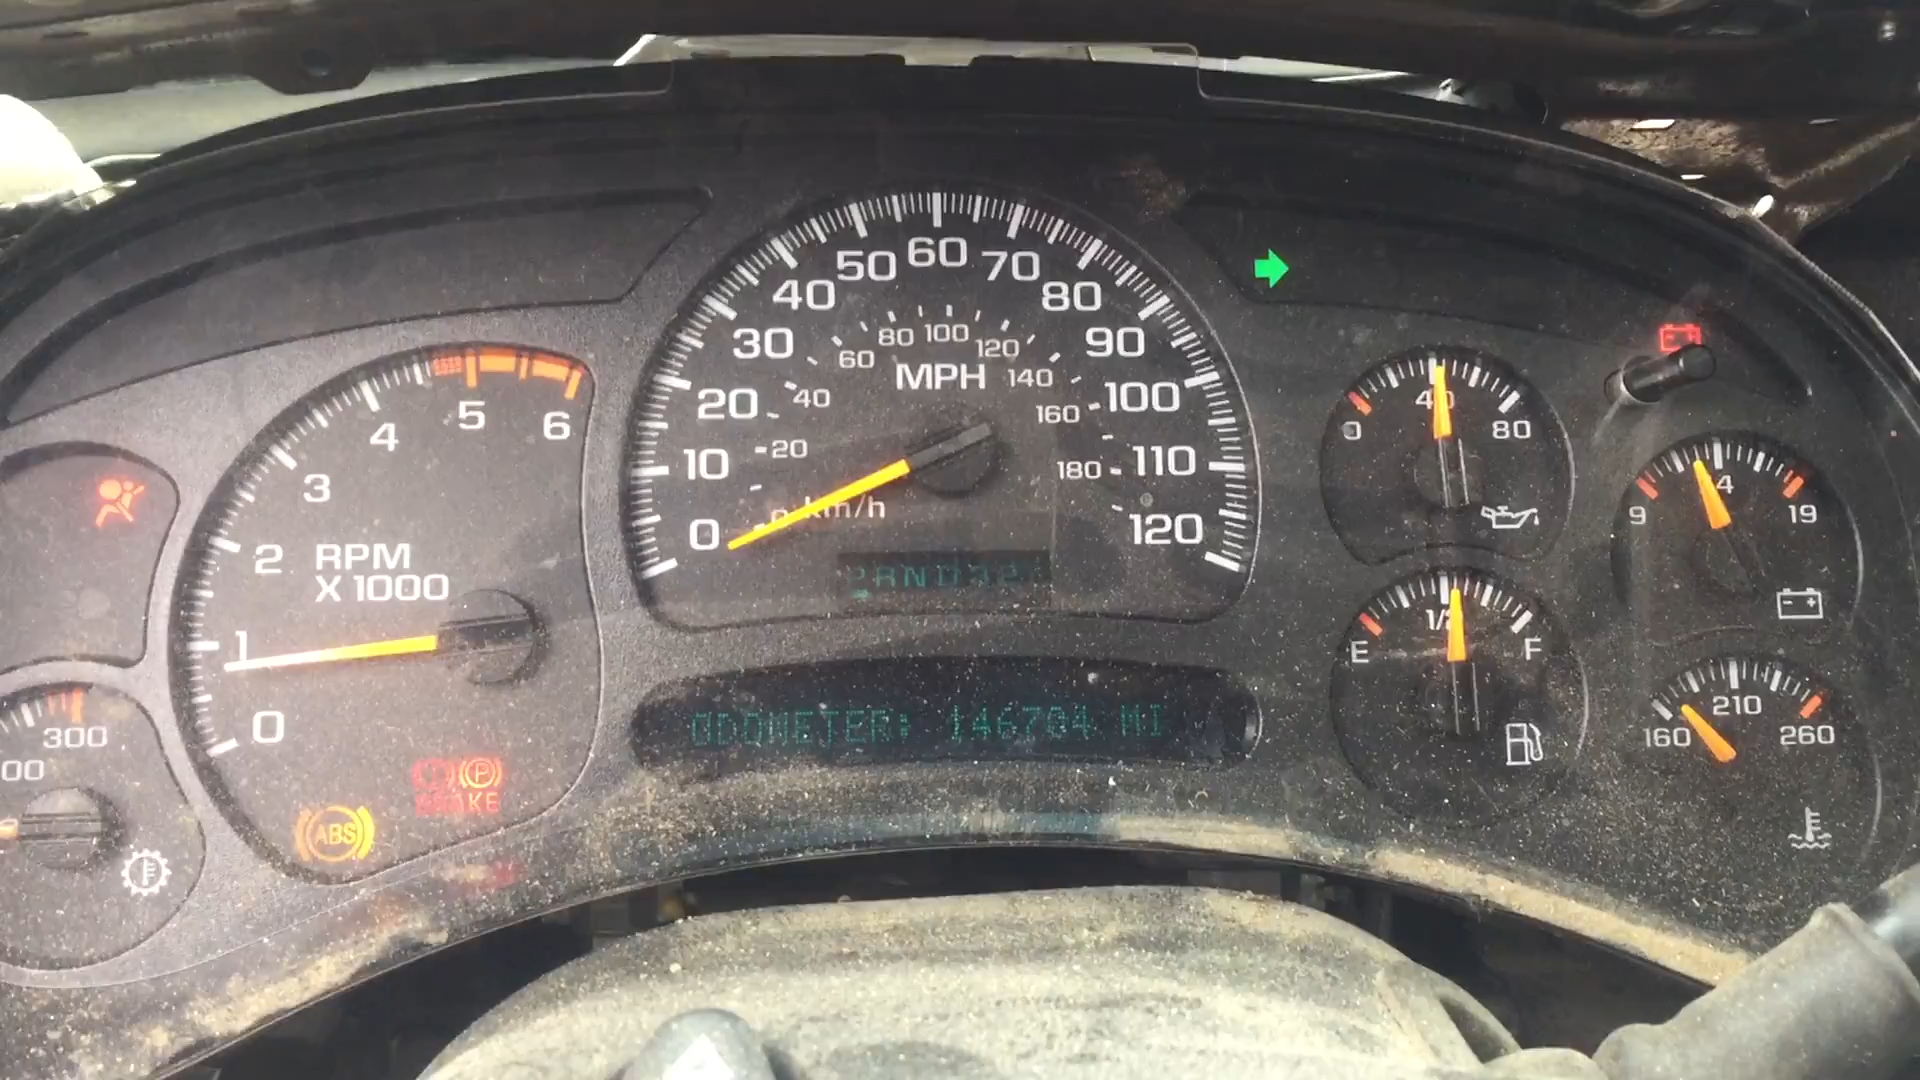 0 10 20 30 40 50 60 70 80 90 100 110 120
20 40 60 80 100 120 140 160 180
MPH
km/h
0 1 2 3 4 5 6
RPM
X 1000
300
ABS
P
BRAKE
PRND32
ODOMETER: 146704 MI
0 40 80
E 1/2 F
9 14 19
160 210 260